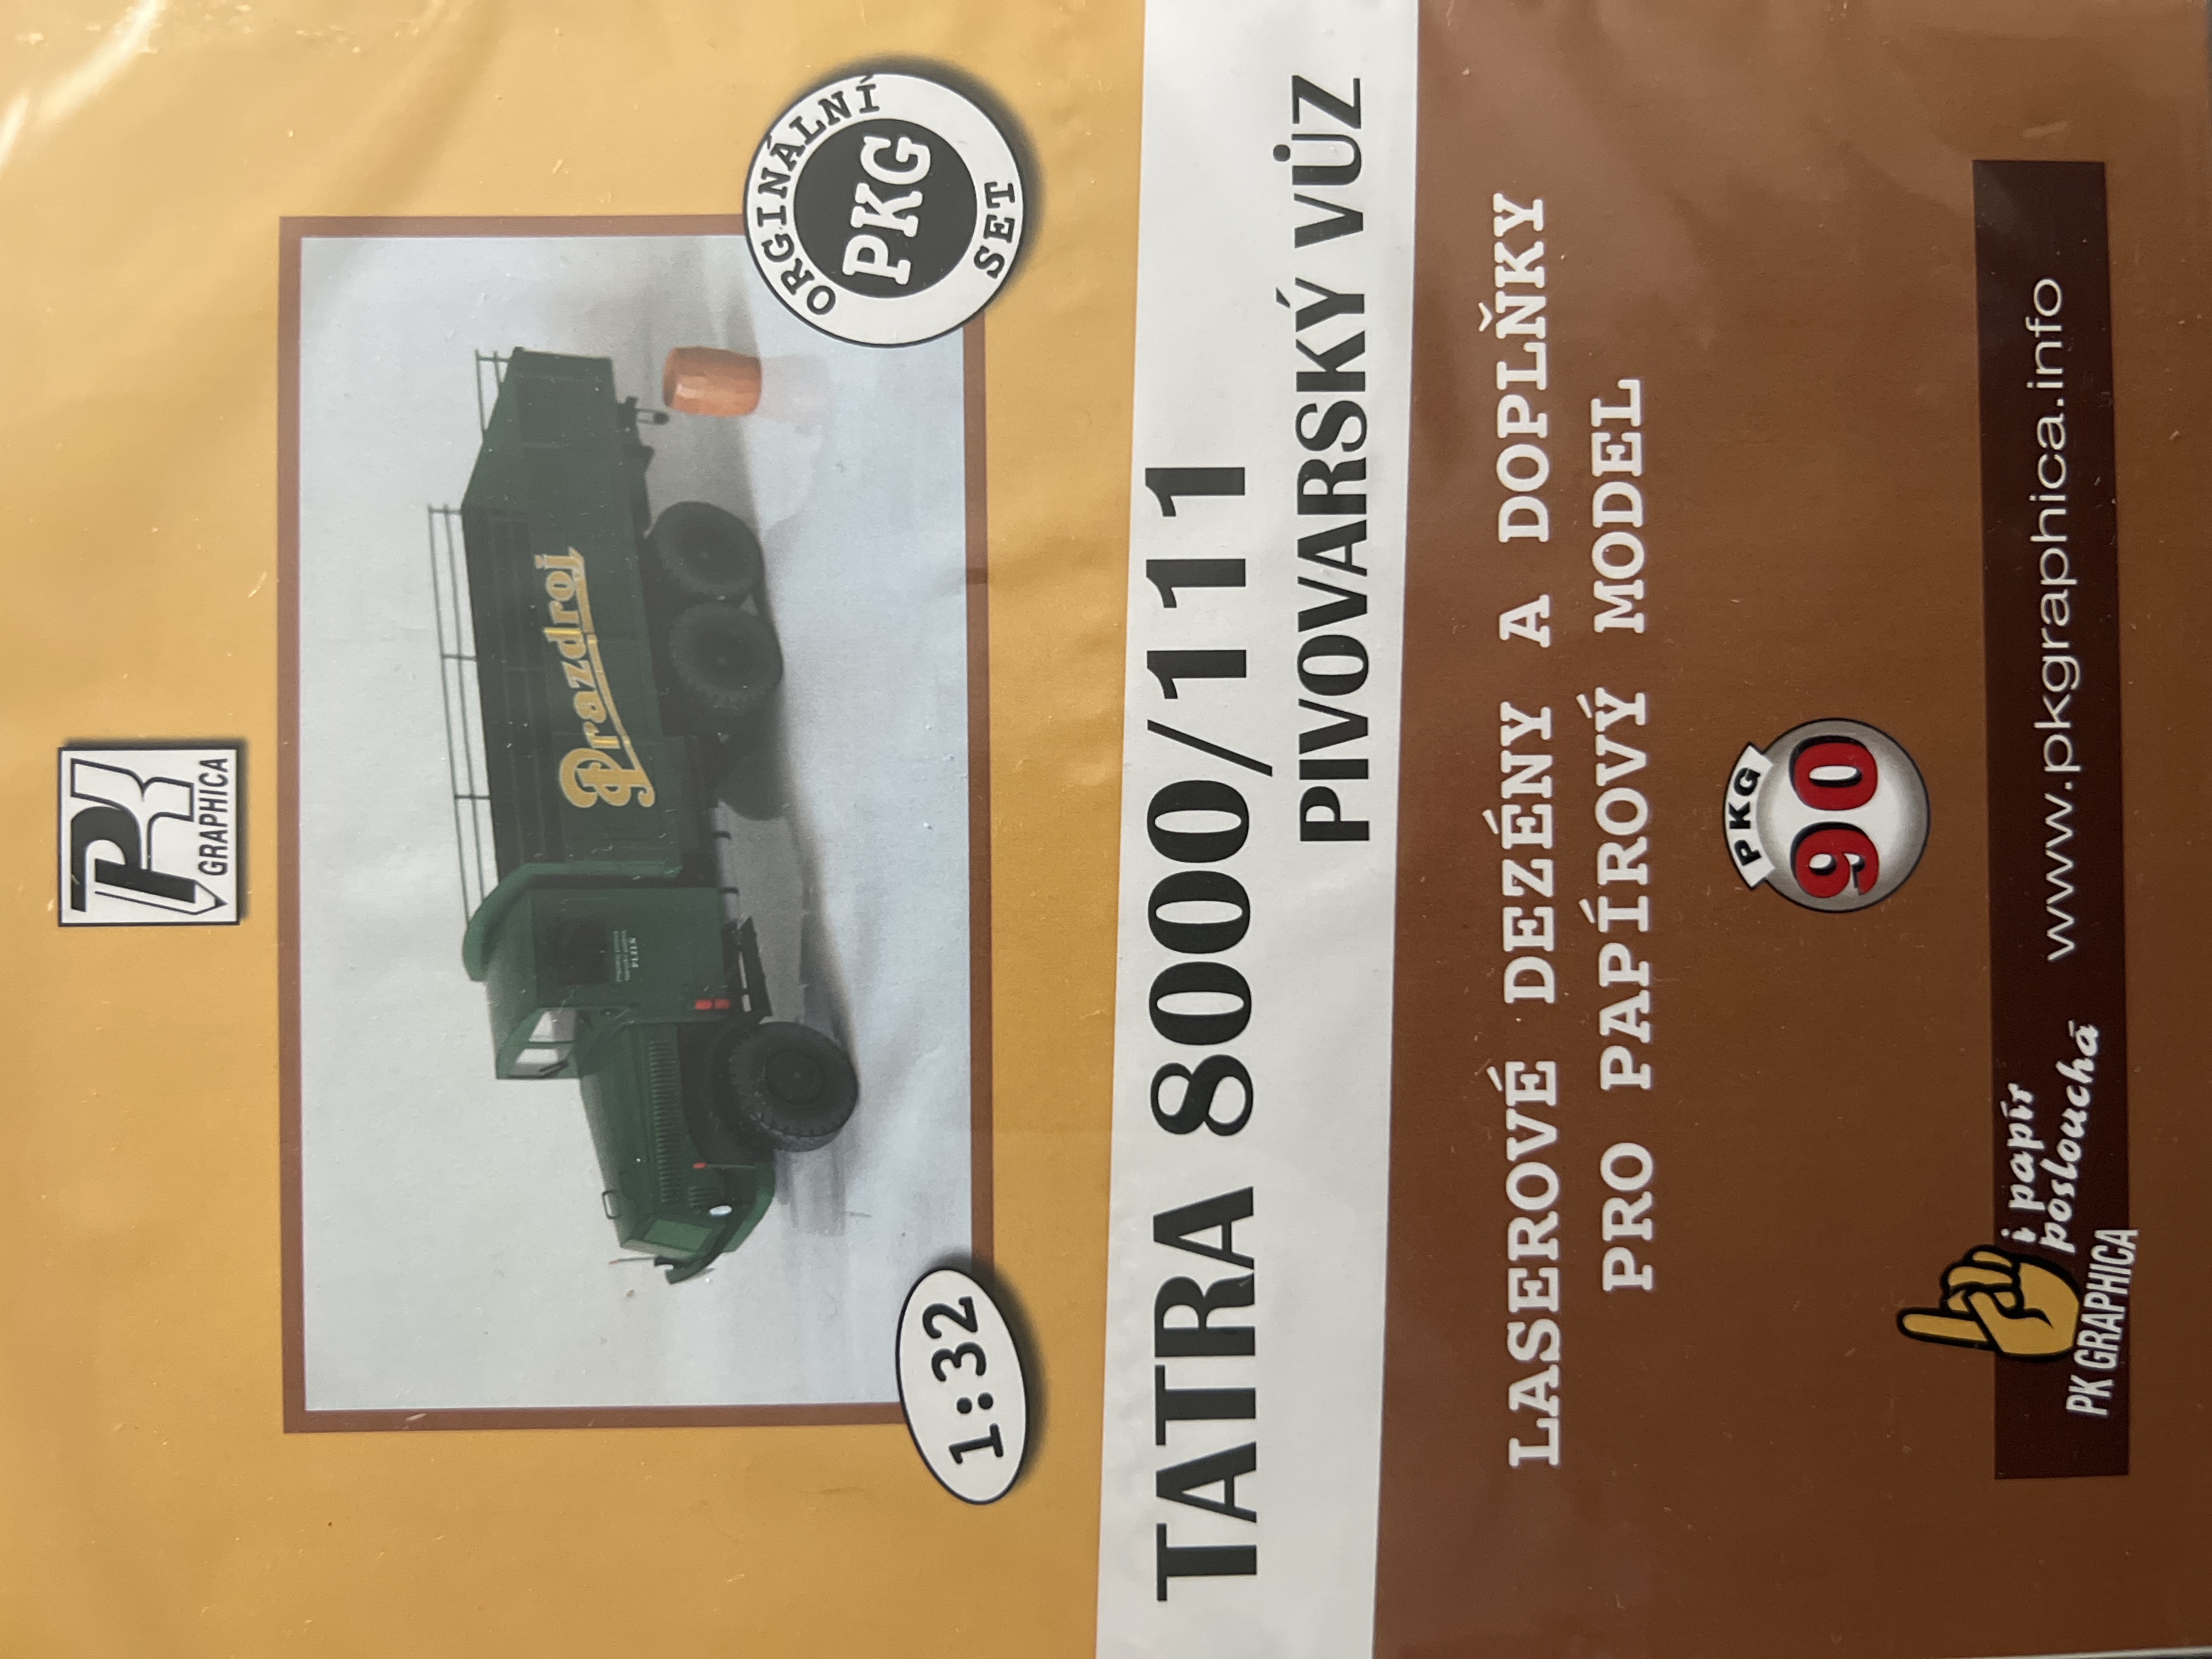 PK
GRAPHICA
Prazdroj
PLZEŇ
ORGINÁLNÍ
PKG
SET
1:32
TATRA 8000/111
PIVOVARSKÝ VŮZ
LASEROVÉ DEZÉNY A DOPLŇKY
PRO PAPÍROVÝ MODEL
PKG
90
i papír
poslouchá
PK GRAPHICA
www.pkgraphica.info